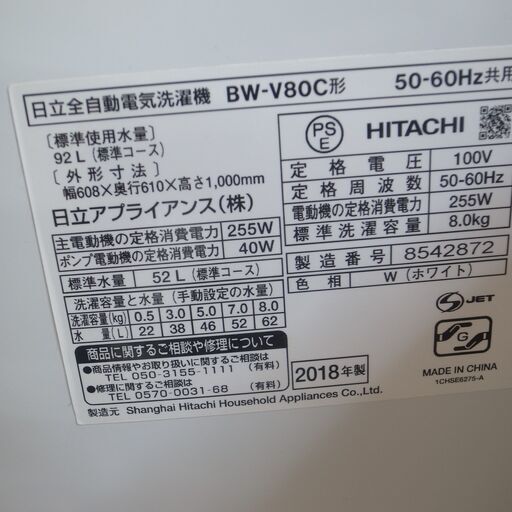 日立全自動電気洗濯機 BW-V80C形 50-60Hz共用
〔標準使用水量〕
92L（標準コース）
〔外形寸法〕
幅608×奥行610×高さ1,000mm
日立アプライアンス（株）
主電動機の定格消費電力 255W
ポンプ電動機の定格消費電力 40W
標準水量 52L（標準コース）
洗濯容量と水量（手動設定の水量）
洗濯容量(kg) 0.5 3.0 5.0 7.0 8.0
水量(L) 22 38 46 52 62
商品に関するご相談や修理について
●商品情報やお取り扱いに関するご相談など
TEL 050-3155-1111（有料）
●修理に関するご相談など
TEL 0570-0031-68（有料）
製造元 Shanghai Hitachi Household Appliances Co.,Ltd.
PS
E
HITACHI
定格電圧 100V
定格周波数 50-60Hz
電動機の定格消費電力 255W
標準洗濯容量 8.0kg
製造番号 8542872
色相 W（ホワイト）
S JET
G
2018年製
MADE IN CHINA
1CHSE6275-A